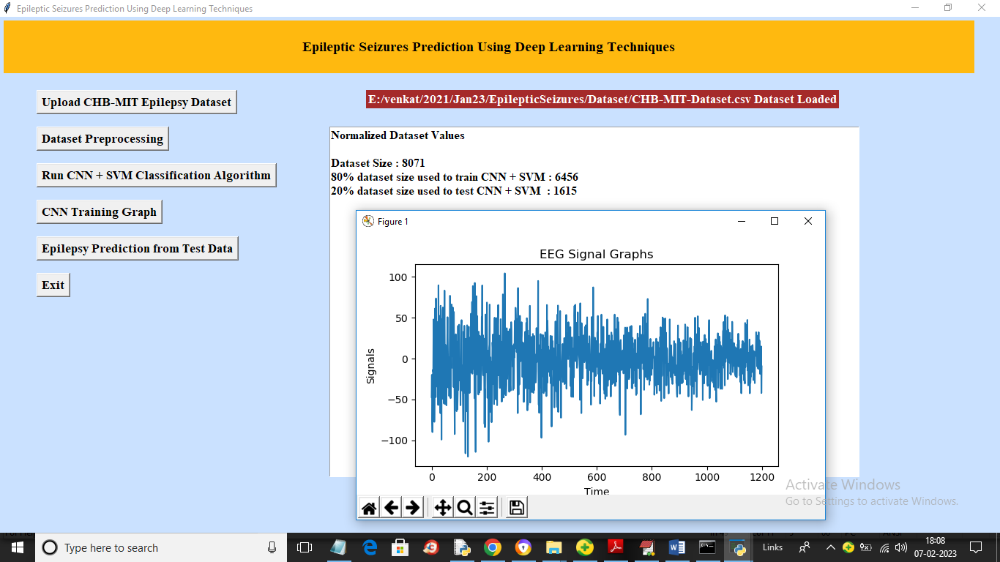 Epileptic Seizures Prediction Using Deep Learning Techniques
Epileptic Seizures Prediction Using Deep Learning Techniques
Upload CHB-MIT Epilepsy Dataset
E:/venkat/2021/Jan23/EpilepticSeizures/Dataset/CHB-MIT-Dataset.csv Dataset Loaded
Dataset Preprocessing
Run CNN + SVM Classification Algorithm
CNN Training Graph
Epilepsy Prediction from Test Data
Exit
Normalized Dataset Values
Dataset Size : 8071
80% dataset size used to train CNN + SVM : 6456
20% dataset size used to test CNN + SVM  : 1615
Figure 1
EEG Signal Graphs
100
50
0
−50
−100
Signals
0 200 400 600 800 1000 1200
Time
Activate Windows
Go to Settings to activate Windows.
Type here to search
Links
18:08
07-02-2023